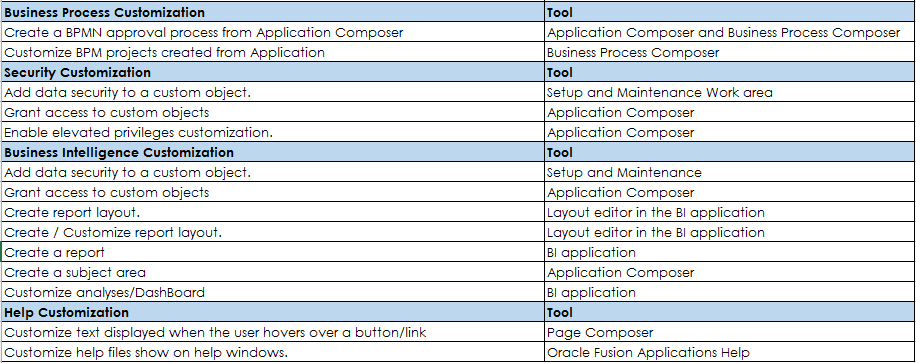 Business Process Customization Tool
Create a BPMN approval process from Application Composer Application Composer and Business Process Composer
Customize BPM projects created from Application Business Process Composer
Security Customization Tool
Add data security to a custom object. Setup and Maintenance Work area
Grant access to custom objects Application Composer
Enable elevated privileges customization. Application Composer
Business Intelligence Customization Tool
Add data security to a custom object. Setup and Maintenance
Grant access to custom objects Application Composer
Create report layout. Layout editor in the BI application
Create / Customize report layout. Layout editor in the BI application
Create a report BI application
Create a subject area Application Composer
Customize analyses/DashBoard BI application
Help Customization Tool
Customize text displayed when the user hovers over a button/link Page Composer
Customize help files show on help windows. Oracle Fusion Applications Help